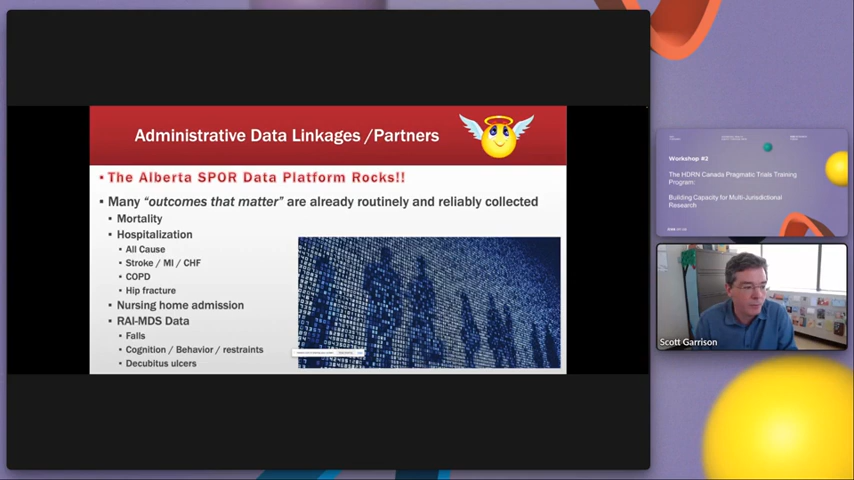 Administrative Data Linkages /Partners
The Alberta SPOR Data Platform Rocks!!
Many “outcomes that matter” are already routinely and reliably collected
Mortality
Hospitalization
All Cause
Stroke / MI / CHF
COPD
Hip fracture
Nursing home admission
RAI-MDS Data
Falls
Cognition / Behavior / restraints
Decubitus ulcers
Workshop #2
The HDRN Canada Pragmatic Trials Training
Program:
Building Capacity for Multi-Jurisdictional
Research
Scott Garrison